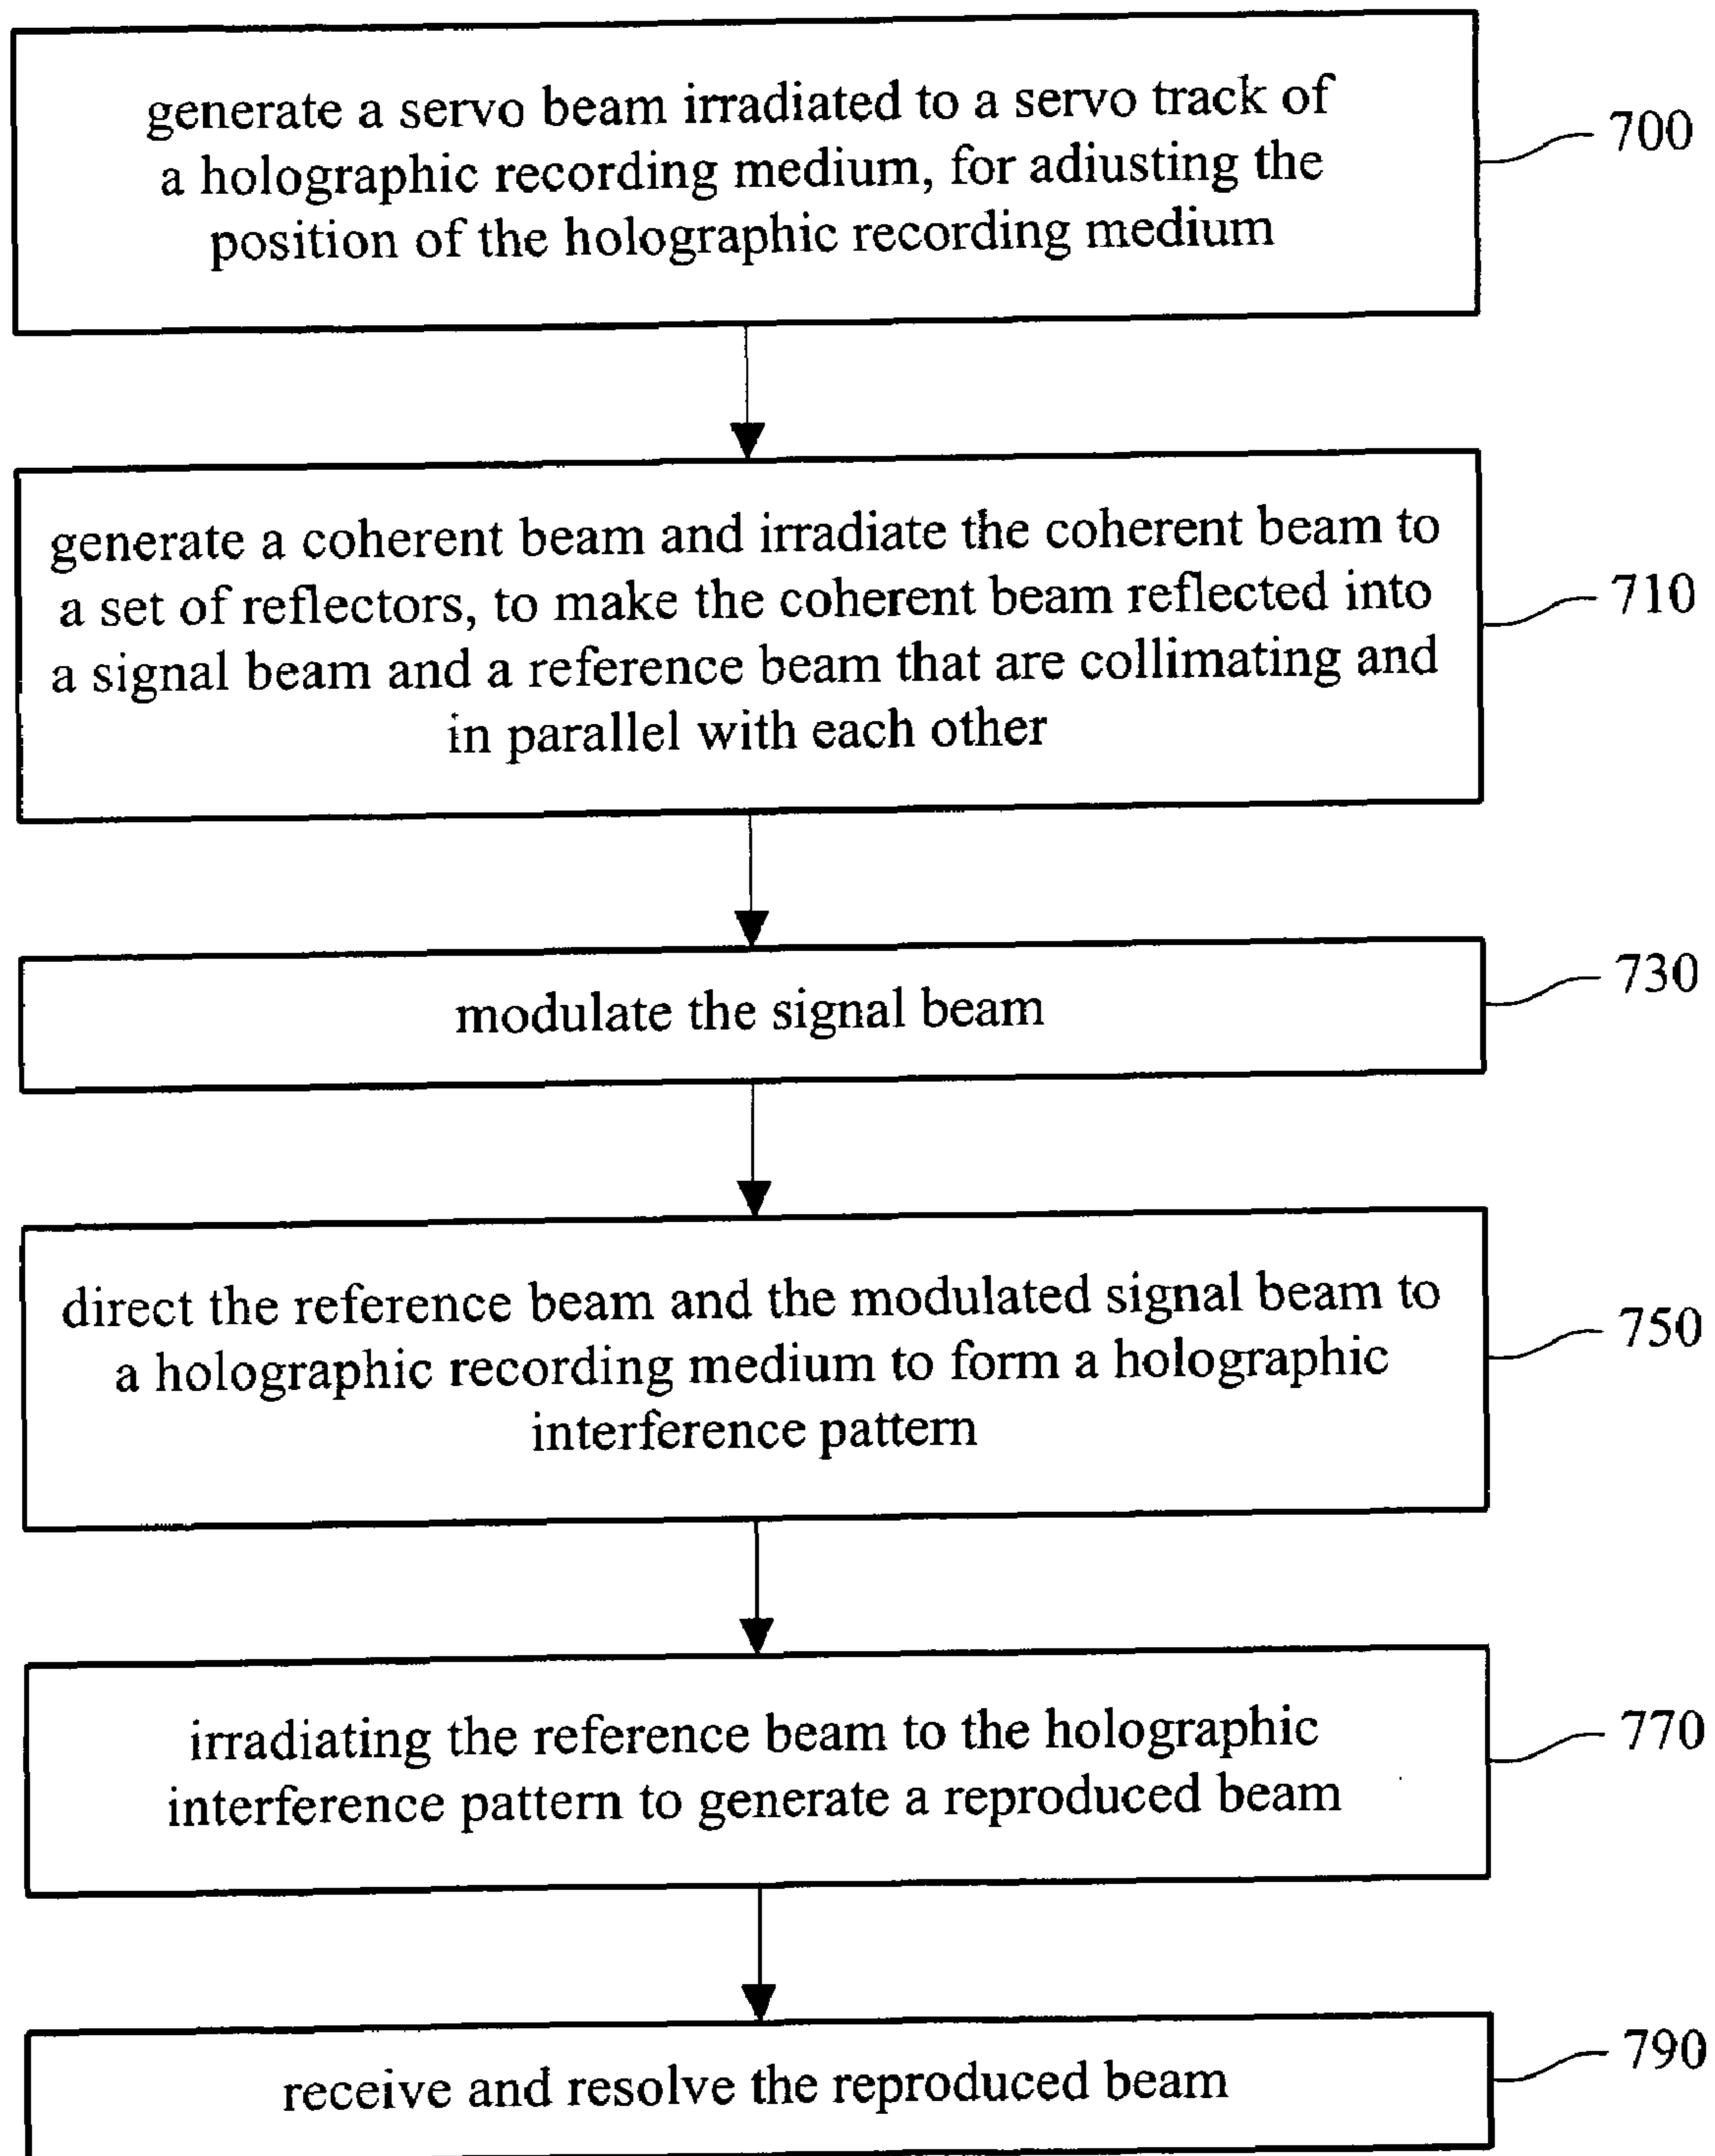 generate a servo beam irradiated to a servo track of
a holographic recording medium, for adiusting the
position of the holographic recording medium
700
generate a coherent beam and irradiate the coherent beam to
a set of reflectors, to make the coherent beam reflected into
a signal beam and a reference beam that are collimating and
in parallel with each other
710
modulate the signal beam
730
direct the reference beam and the modulated signal beam to
a holographic recording medium to form a holographic
interference pattern
750
irradiating the reference beam to the holographic
interference pattern to generate a reproduced beam
770
receive and resolve the reproduced beam
790